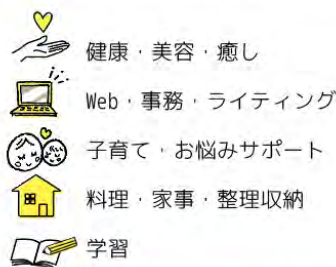 健康・美容・癒し
Web・事務・ライティング
子育て・お悩みサポート
料理・家事・整理収納
学習